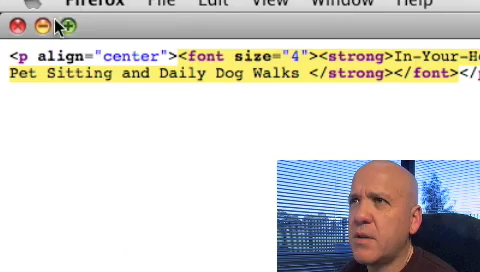 Firefox File Edit View Window Help
<p align="center"><font size="4"><strong>In-Your-H
Pet Sitting and Daily Dog Walks </strong></font></